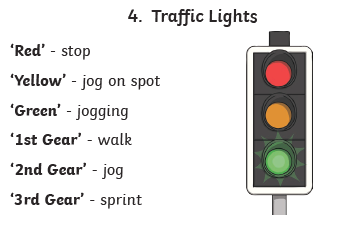 4. Traffic Lights
‘Red’ - stop
‘Yellow’ - jog on spot
‘Green’ - jogging
‘1st Gear’ - walk
‘2nd Gear’ - jog
‘3rd Gear’ - sprint